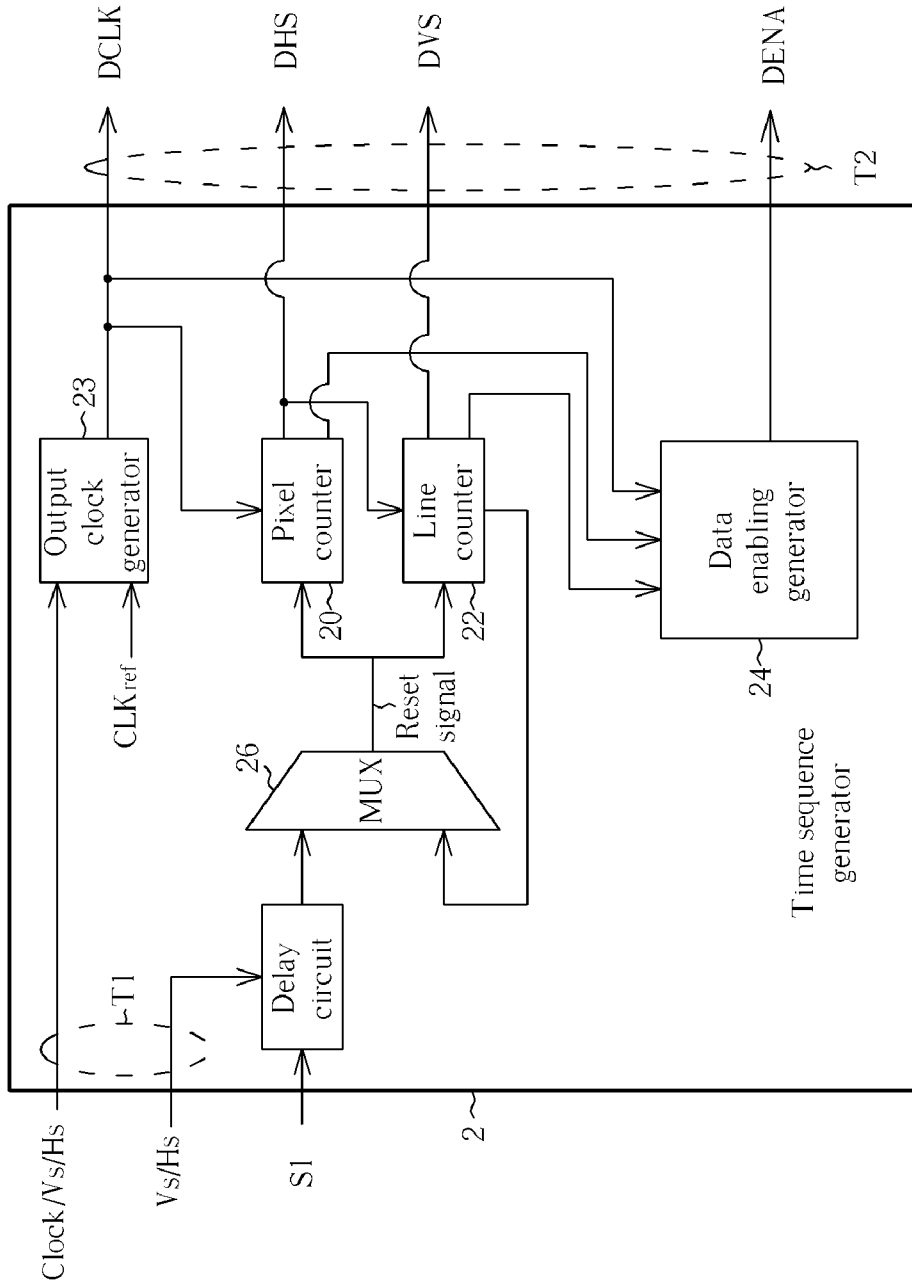 Clock/Vs/Hs
Vs/Hs
S1
T1
CLKref
Output
clock
generator
23
DCLK
Delay
circuit
26
MUX
Reset
signal
Pixel
counter
20
DHS
Line
counter
22
DVS
Data
enabling
generator
24
DENA
T2
Time sequence
generator
2